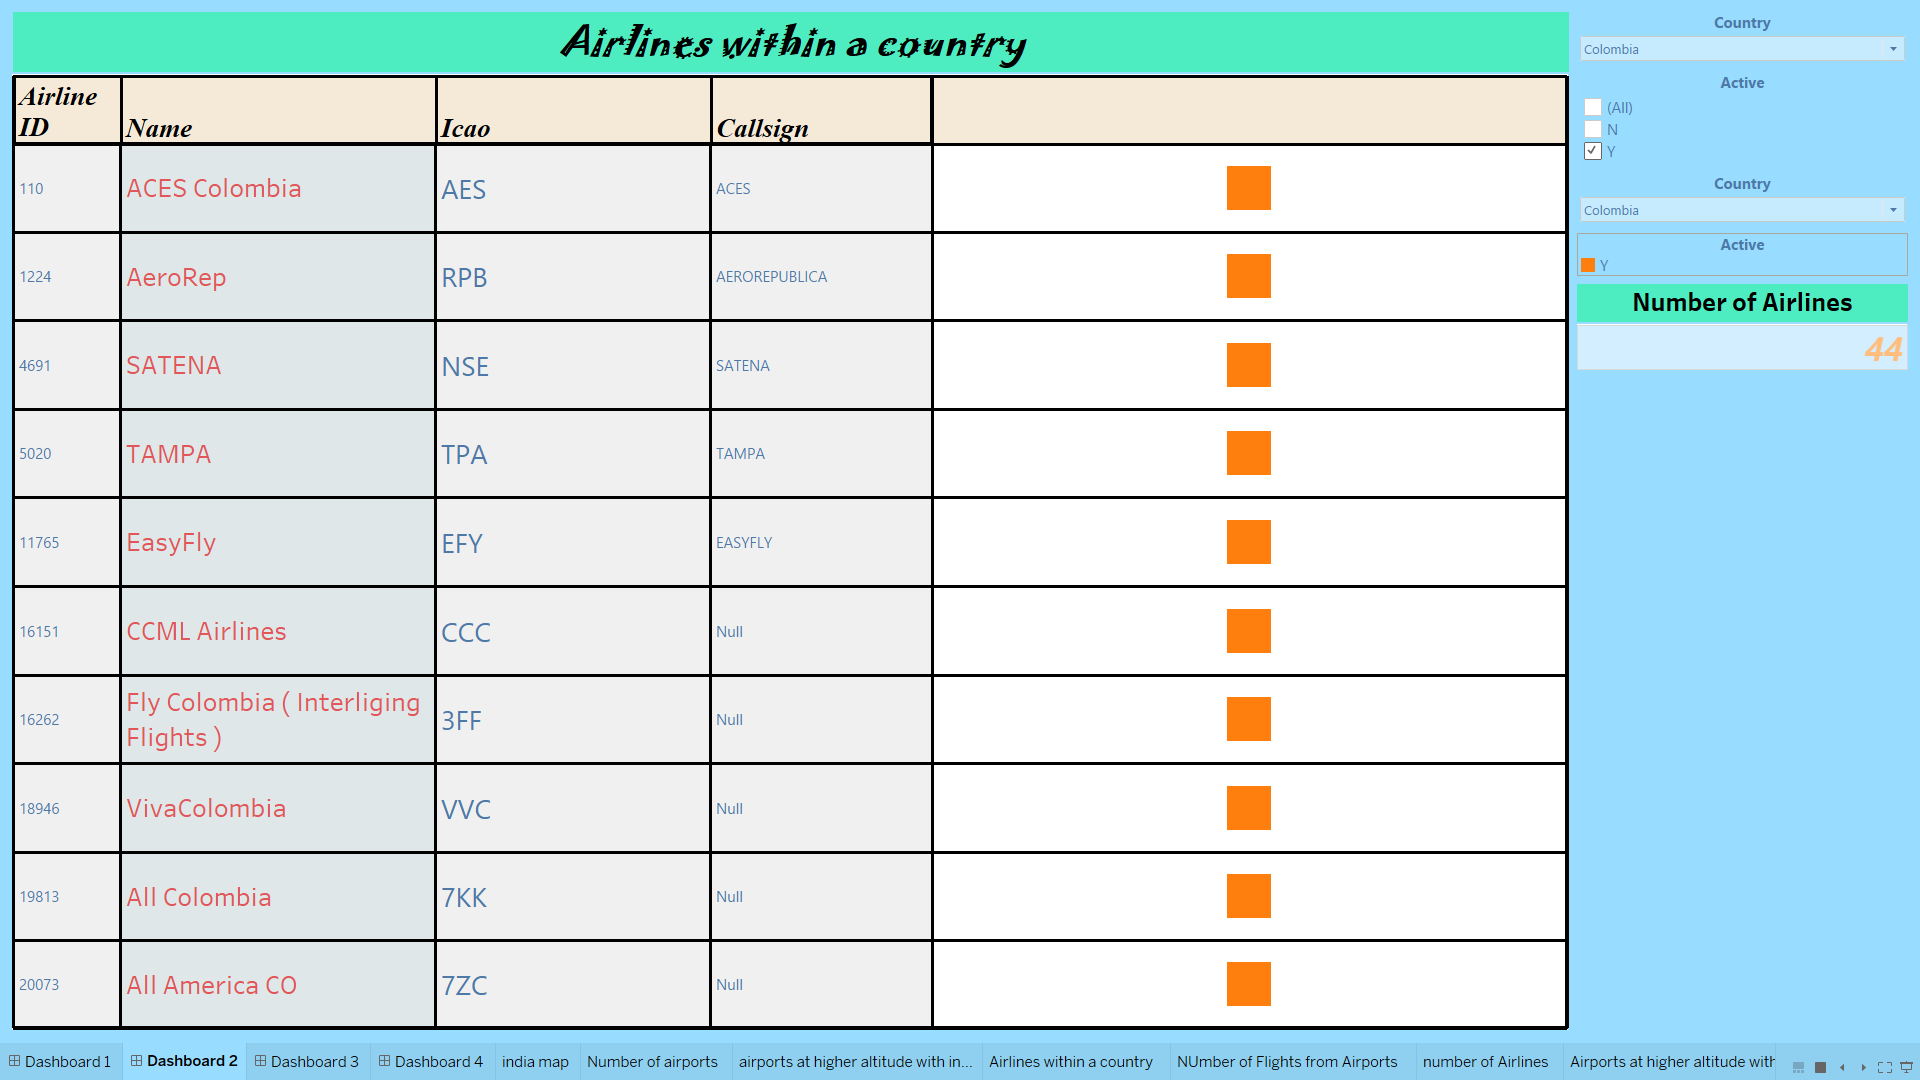 Airlines within a country
Airline ID Name Icao Callsign
110 ACES Colombia AES ACES
1224 AeroRep RPB AEROREPUBLICA
4691 SATENA NSE SATENA
5020 TAMPA TPA TAMPA
11765 EasyFly EFY EASYFLY
16151 CCML Airlines CCC Null
16262 Fly Colombia ( Interliging Flights ) 3FF Null
18946 VivaColombia VVC Null
19813 All Colombia 7KK Null
20073 All America CO 7ZC Null
Country
Colombia
Active
(All)
N
Y
Country
Colombia
Active
Y
Number of Airlines
44
Dashboard 1 Dashboard 2 Dashboard 3 Dashboard 4 india map Number of airports airports at higher altitude with in... Airlines within a country NUmber of Flights from Airports number of Airlines Airports at higher altitude with